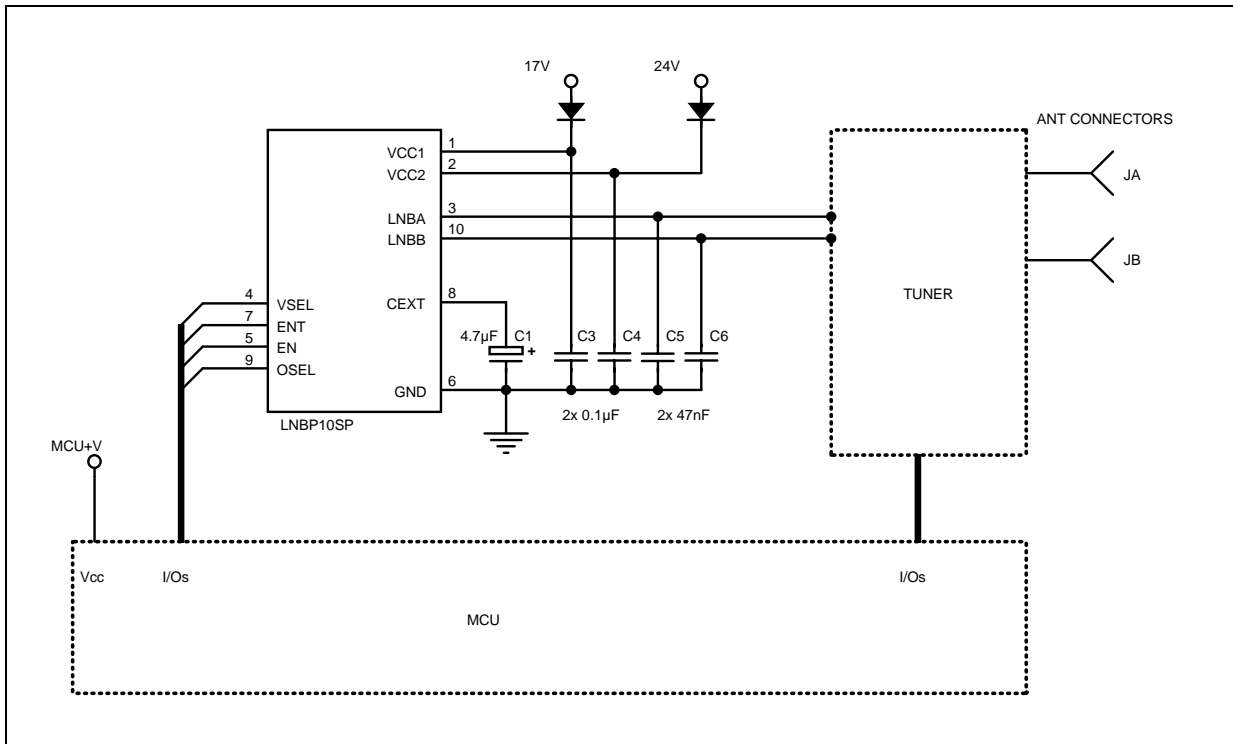 17V
24V
ANT CONNECTORS
VCC1
1
VCC2
2
JA
LNBA
3
LNBB
10
JB
TUNER
4
VSEL
7
ENT
5
EN
9
OSEL
CEXT
8
4.7µF
C1
+
C3
C4
C5
C6
GND
6
2x 0.1µF
2x 47nF
LNBP10SP
MCU+V
Vcc
I/Os
I/Os
MCU